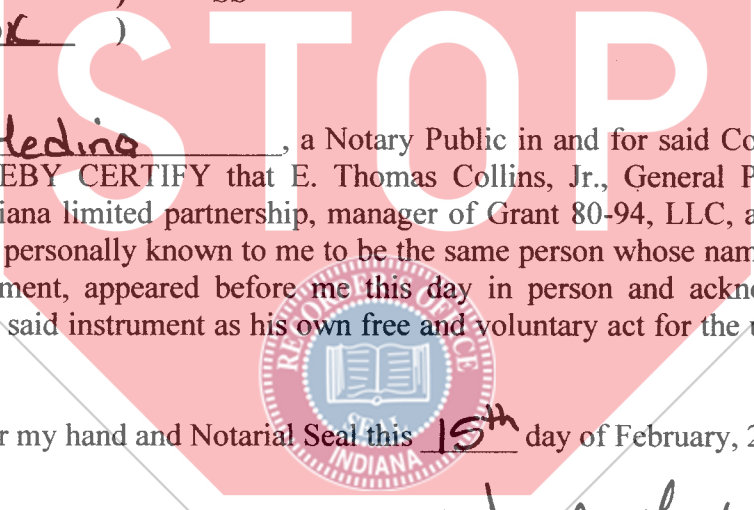 STOP
)
Medina, a Notary Public in and for said Co
EBY CERTIFY that E. Thomas Collins, Jr., General P
iana limited partnership, manager of Grant 80-94, LLC, a
personally known to me to be the same person whose nam
ment, appeared before me this day in person and ackno
said instrument as his own free and voluntary act for the u
RECORDER OFFICE
SEAL
r my hand and Notarial Seal this 15th day of February, 2
INDIANA